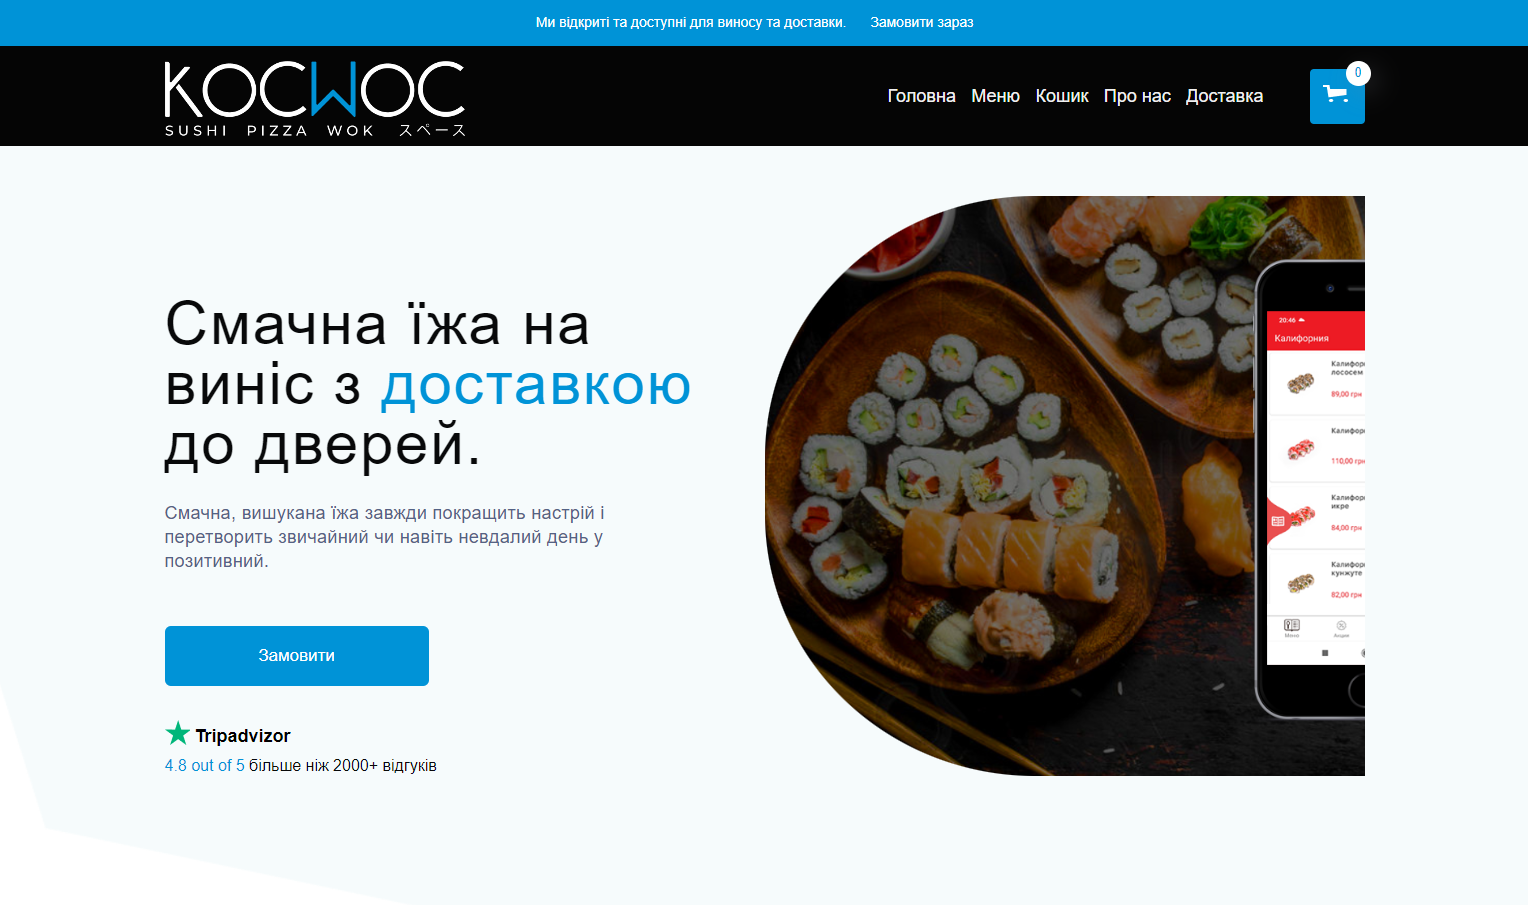 Ми відкриті та доступні для виносу та доставки. Замовити зараз
KOCWOC
SUSHI PIZZA WOK スペース
Головна Меню Кошик Про нас Доставка
0
Смачна їжа на
виніс з доставкою
до дверей.
Смачна, вишукана їжа завжди покращить настрій і
перетворить звичайний чи навіть невдалий день у
позитивний.
Замовити
Tripadvizor
4.8 out of 5 більше ніж 2000+ відгуків
20:46
Калифорния
Калифор
лососем
89,00 грн
Калифор
110,00 грн
Калифор
икре
84,00 грн
Калифор
кунжуте
82,00 грн
Меню
Акции